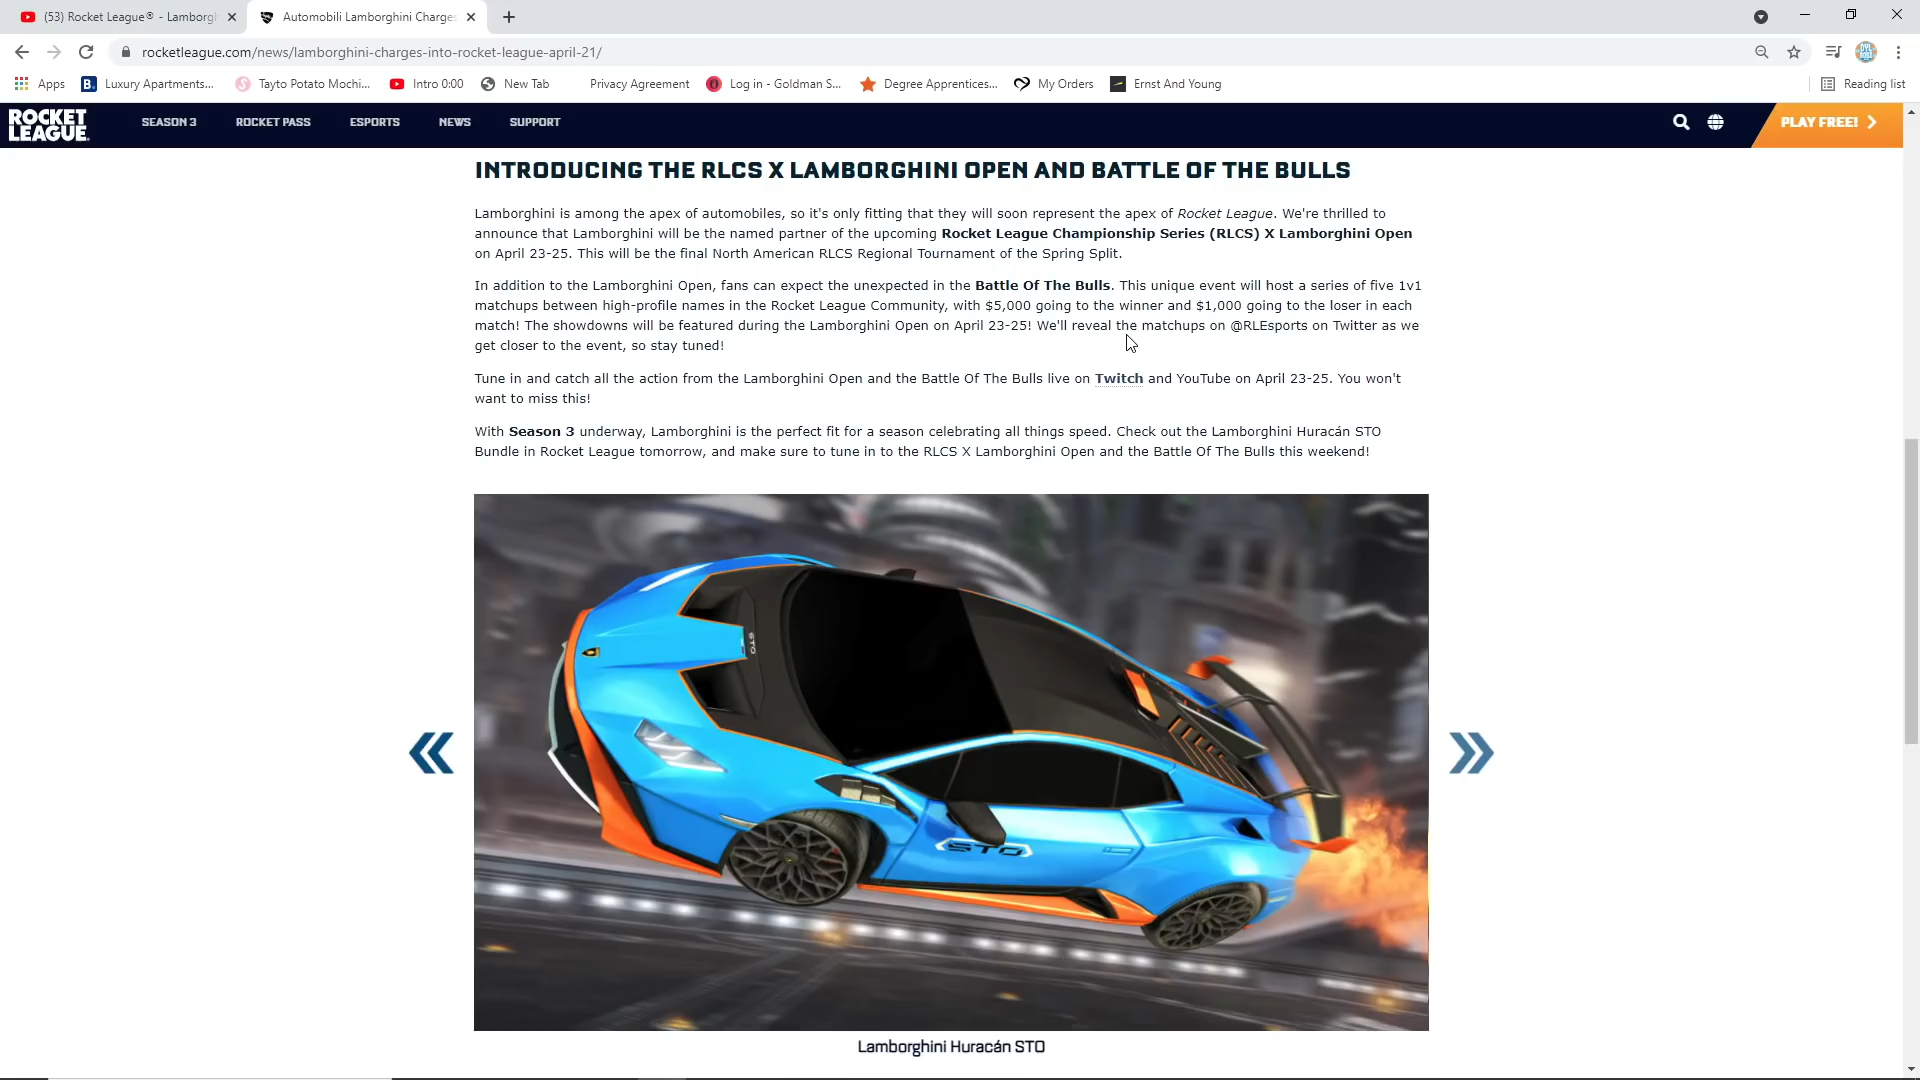 (53) Rocket League® - Lamborgh
Automobili Lamborghini Charges
rocketleague.com/news/lamborghini-charges-into-rocket-league-april-21/
Apps
B.
Luxury Apartments...
Tayto Potato Mochi...
Intro 0:00
New Tab
Privacy Agreement
Log in - Goldman S...
Degree Apprentices...
My Orders
Ernst And Young
Reading list
ROCKET
LEAGUE
SEASON 3
ROCKET PASS
ESPORTS
NEWS
SUPPORT
PLAY FREE!
INTRODUCING THE RLCS X LAMBORGHINI OPEN AND BATTLE OF THE BULLS
Lamborghini is among the apex of automobiles, so it's only fitting that they will soon represent the apex of Rocket League. We're thrilled to
announce that Lamborghini will be the named partner of the upcoming Rocket League Championship Series (RLCS) X Lamborghini Open
on April 23-25. This will be the final North American RLCS Regional Tournament of the Spring Split.
In addition to the Lamborghini Open, fans can expect the unexpected in the Battle Of The Bulls. This unique event will host a series of five 1v1
matchups between high-profile names in the Rocket League Community, with $5,000 going to the winner and $1,000 going to the loser in each
match! The showdowns will be featured during the Lamborghini Open on April 23-25! We'll reveal the matchups on @RLEsports on Twitter as we
get closer to the event, so stay tuned!
Tune in and catch all the action from the Lamborghini Open and the Battle Of The Bulls live on Twitch and YouTube on April 23-25. You won't
want to miss this!
With Season 3 underway, Lamborghini is the perfect fit for a season celebrating all things speed. Check out the Lamborghini Huracán STO
Bundle in Rocket League tomorrow, and make sure to tune in to the RLCS X Lamborghini Open and the Battle Of The Bulls this weekend!
STO
STO
Lamborghini Huracán STO